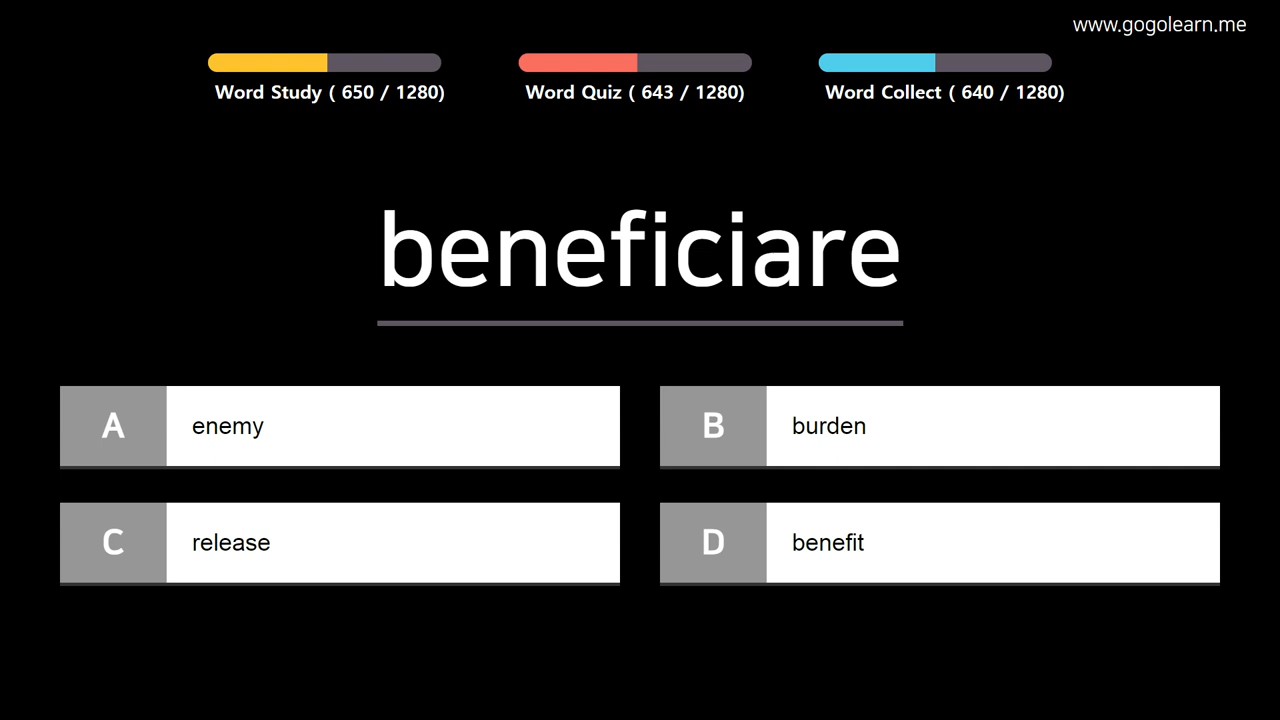 www.gogolearn.me
Word Study ( 650 / 1280)
Word Quiz ( 643 / 1280)
Word Collect ( 640 / 1280)
beneficiare
A enemy
B burden
C release
D benefit